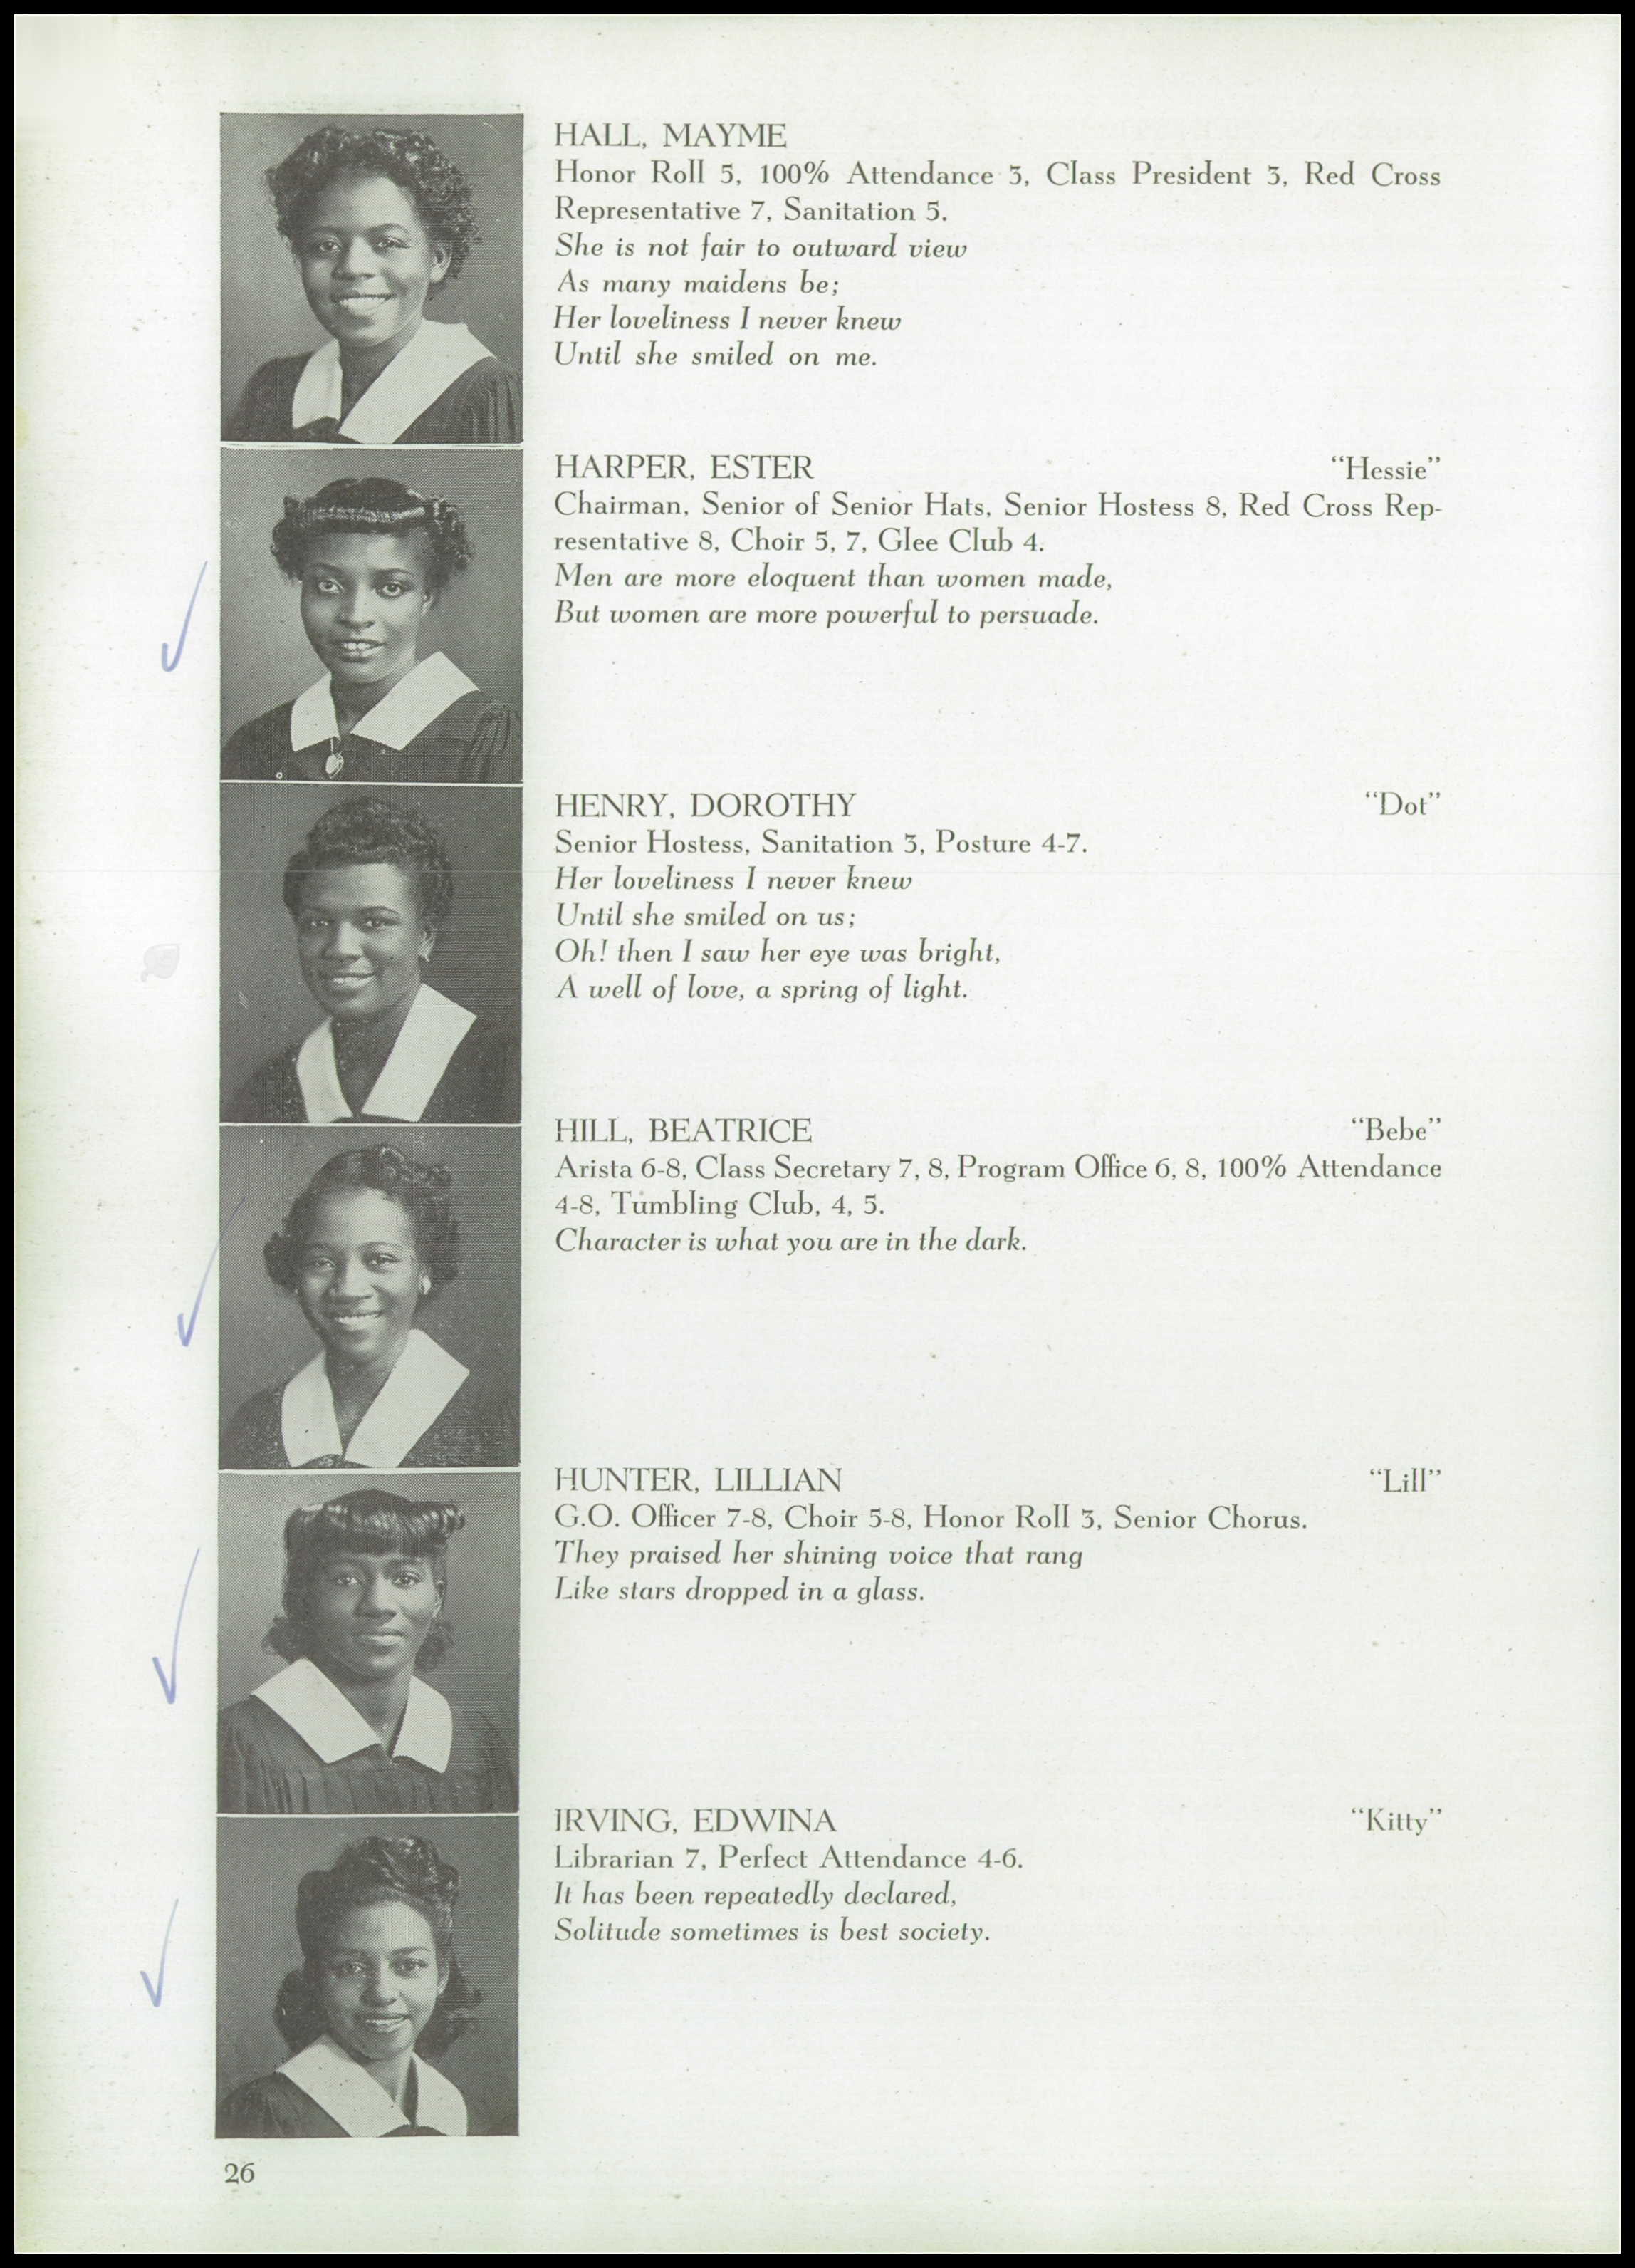 HALL, MAYME
Honor Roll 5, 100% Attendance 3, Class President 3, Red Cross
Representative 7, Sanitation 5.
She is not fair to outward view
As many maidens be;
Her loveliness I never knew
Until she smiled on me.
HARPER, ESTER "Hessie"
Chairman, Senior of Senior Hats, Senior Hostess 8, Red Cross Rep-
resentative 8, Choir 5, 7, Glee Club 4.
Men are more eloquent than women made,
But women are more powerful to persuade.
HENRY, DOROTHY "Dot"
Senior Hostess, Sanitation 3, Posture 4-7.
Her loveliness I never knew
Until she smiled on us;
Oh! then I saw her eye was bright,
A well of love, a spring of light.
HILL, BEATRICE "Bebe"
Arista 6-8, Class Secretary 7, 8, Program Office 6, 8, 100% Attendance
4-8, Tumbling Club, 4, 5.
Character is what you are in the dark.
HUNTER, LILLIAN "Lill"
G.O. Officer 7-8, Choir 5-8, Honor Roll 3, Senior Chorus.
They praised her shining voice that rang
Like stars dropped in a glass.
IRVING, EDWINA "Kitty"
Librarian 7, Perfect Attendance 4-6.
It has been repeatedly declared,
Solitude sometimes is best society.
26